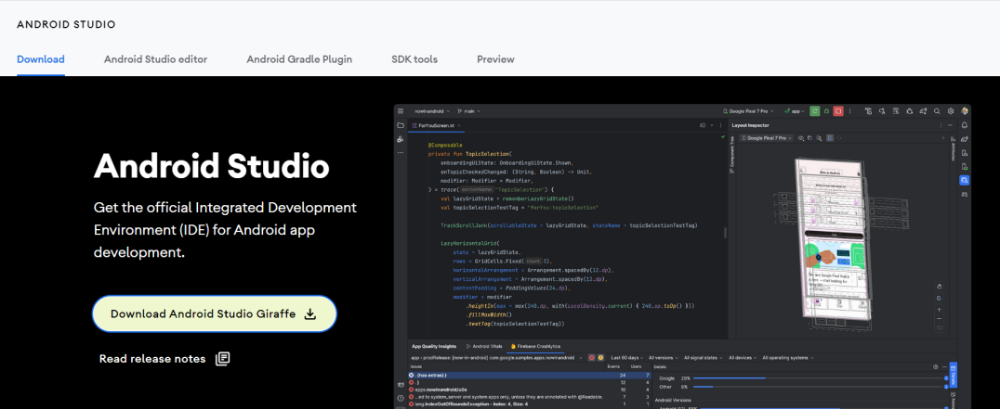 ANDROID STUDIO
Download Android Studio editor Android Gradle Plugin SDK tools Preview
Android Studio
Get the official Integrated Development
Environment (IDE) for Android app
development.
Download Android Studio Giraffe
Read release notes
nowinandroid main Google Pixel 7 Pro app
ForYouScreen.kt
Layout Inspector
Google Pixel 7 Pro
Component Tree
Attributes
@Composable
private fun TopicSelection(
onboardingUiState: OnboardingUiState.Shown,
onTopicCheckedChanged: (String, Boolean) -> Unit,
modifier: Modifier = Modifier,
) = trace( sectionName: "TopicSelection") {
val lazyGridState = rememberLazyGridState()
val topicSelectionTestTag = "forYou:topicSelection"
TrackScrollJank(scrollableState = lazyGridState, stateName = topicSelectionTestTag)
LazyHorizontalGrid(
state = lazyGridState,
rows = GridCells.Fixed( count: 3),
horizontalArrangement = Arrangement.spacedBy(12.dp),
verticalArrangement = Arrangement.spacedBy(12.dp),
contentPadding = PaddingValues(24.dp),
modifier = modifier
.heightIn(max = max(240.dp, with(LocalDensity.current) { 240.sp.toDp() }))
.fillMaxWidth()
.testTag(topicSelectionTestTag))
App Quality Insights Android Vitals Firebase Crashlytics
app › prodRelease: [now-in-android] com.google.samples.apps.nowinandroid Last 60 days All versions All signal states All devices All operating systems
Issues Events Users Details
(has extras)} 24 7
.} 12 4
apps.nowinandroid/u0a 10 4
...ed to system_server and system apps only, unless they are annotated with @Readable. 7 3
lang.IndexOutOfBoundsException - Index: 4, Size: 4 1 1
Google
Other
Android Versions
Details